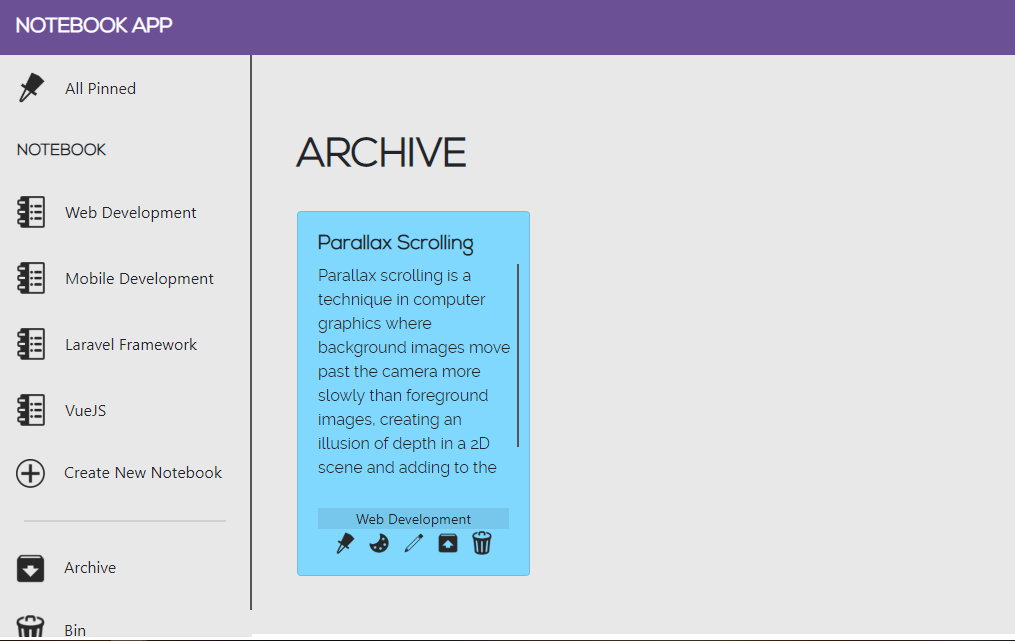 NOTEBOOK APP
All Pinned
NOTEBOOK
Web Development
Mobile Development
Laravel Framework
VueJS
Create New Notebook
Archive
Bin
ARCHIVE
Parallax Scrolling
Parallax scrolling is a
technique in computer
graphics where
background images move
past the camera more
slowly than foreground
images, creating an
illusion of depth in a 2D
scene and adding to the
Web Development